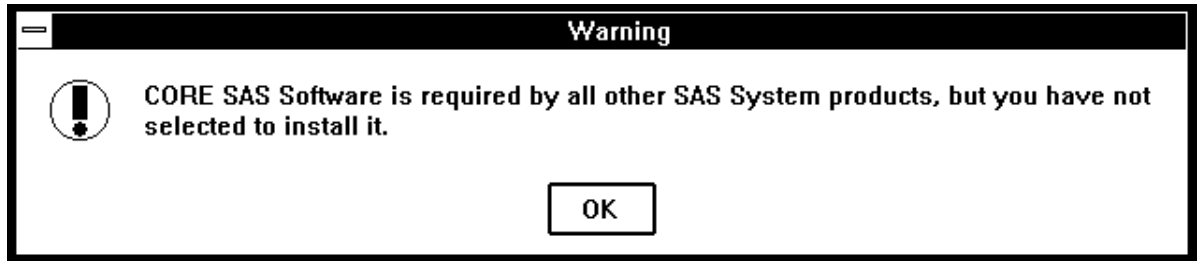 Warning
CORE SAS Software is required by all other SAS System products, but you have not
selected to install it.
OK